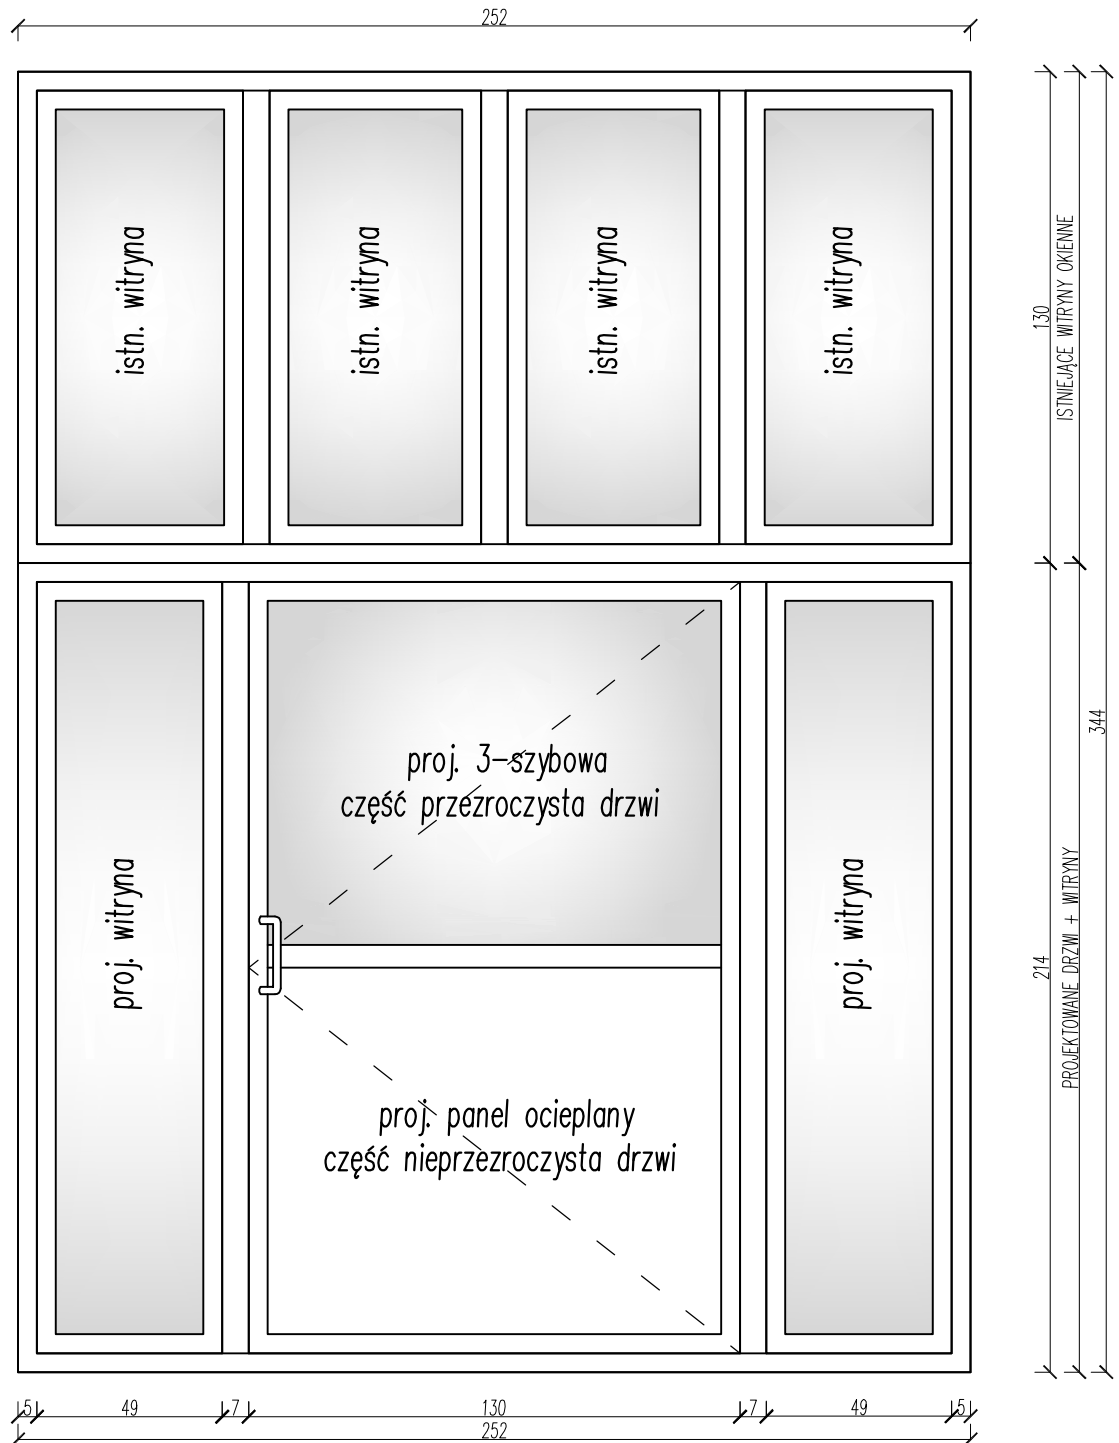 252
istn. witryna
istn. witryna
istn. witryna
istn. witryna
130
ISTNIEJĄCE WITRYNY OKIENNE
proj. 3-szybowa
część przezroczysta drzwi
344
proj. witryna
proj. witryna
214
PROJEKTOWANE DRZWI + WITRYNY
proj. panel ocieplany
część nieprzezroczysta drzwi
5
49
7
130
7
49
5
252